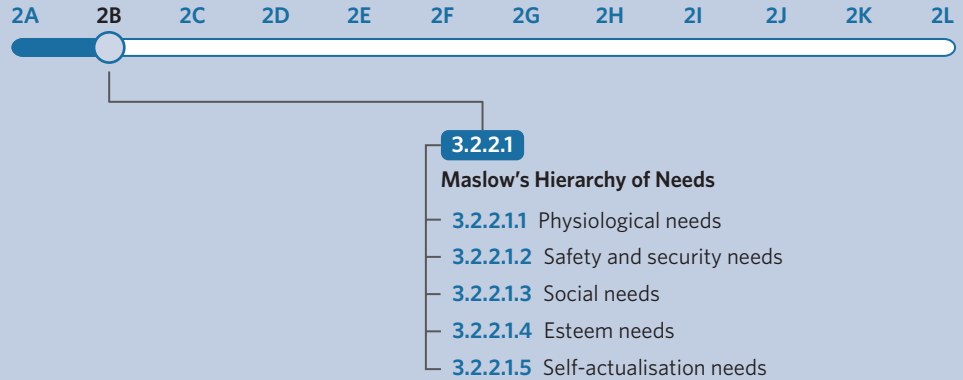 2A 2B 2C 2D 2E 2F 2G 2H 2I 2J 2K 2L
3.2.2.1
Maslow's Hierarchy of Needs
3.2.2.1.1 Physiological needs
3.2.2.1.2 Safety and security needs
3.2.2.1.3 Social needs
3.2.2.1.4 Esteem needs
3.2.2.1.5 Self-actualisation needs